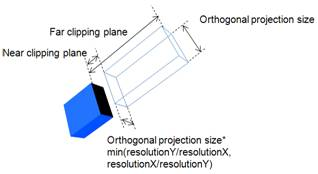 Orthogonal projection size
Far clipping plane
Near clipping plane
Orthogonal projection size*
min(resolutionY/resolutionX,
resolutionX/resolutionY)